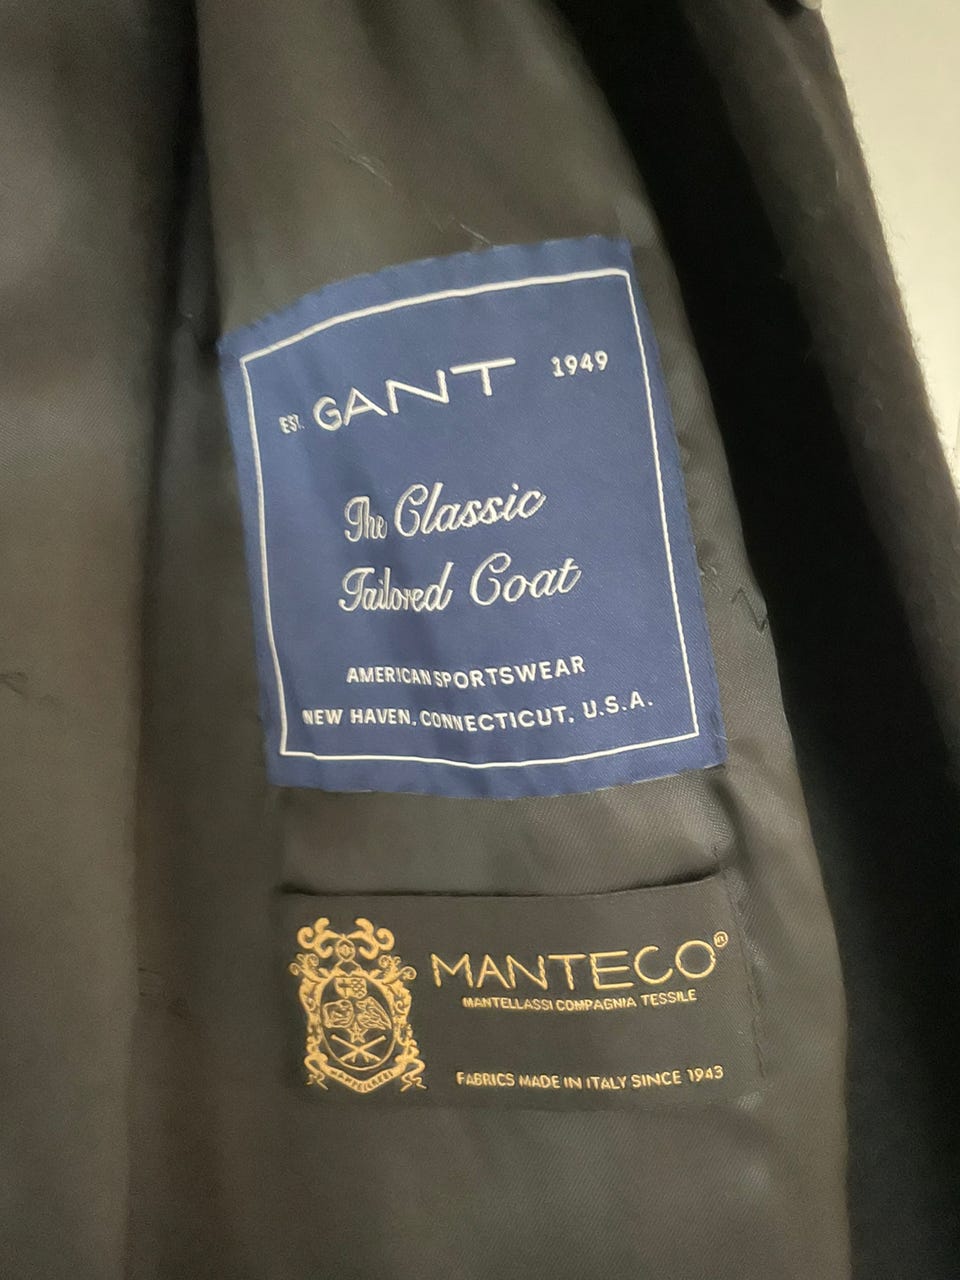 EST. GANT 1949
The Classic
Tailored Coat
AMERICAN SPORTSWEAR
NEW HAVEN, CONNECTICUT, U.S.A.
MANTECO®
MANTELLASSI COMPAGNIA TESSILE
FABRICS MADE IN ITALY SINCE 1943
MANTELLASSI